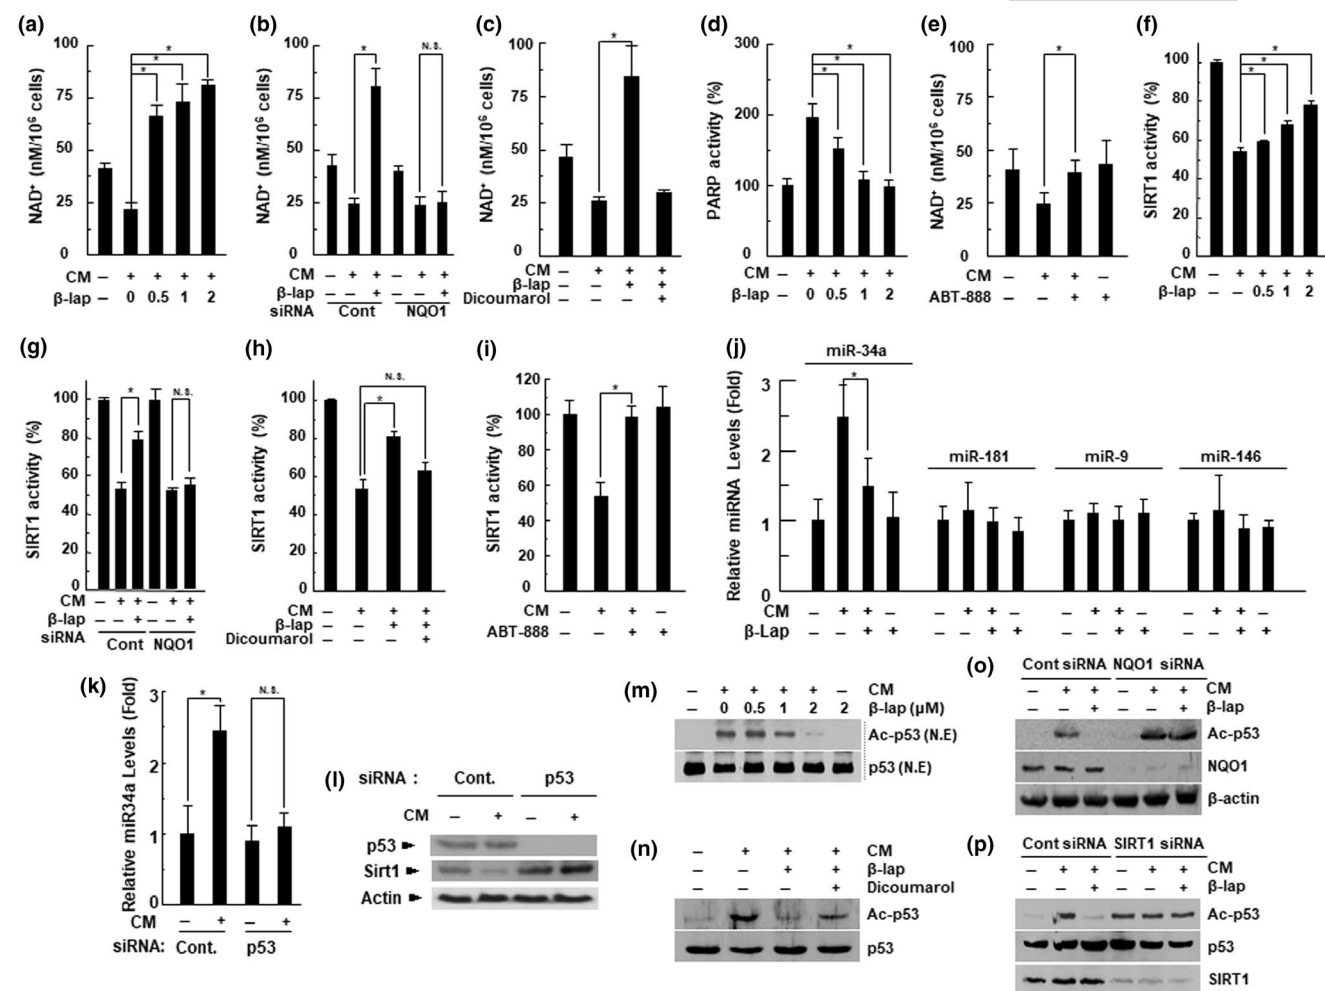 (a)
100
75
50
25
0
NAD+ (nM/10⁶ cells)
* * *
CM – + + + +
β-lap 0 0.5 1 2
(b)
100
75
50
25
0
NAD+ (nM/10⁶ cells)
* N.S.
CM – + + – + +
β-lap – – + – – +
siRNA Cont NQO1
(c)
100
75
50
25
0
NAD+ (nM/10⁶ cells)
*
CM – + + +
β-lap – – + +
Dicoumarol – – – +
(d)
300
200
100
0
PARP activity (%)
* * *
CM – + + + +
β-lap – 0 0.5 1 2
(e)
100
75
50
25
0
NAD+ (nM/10⁶ cells)
*
CM – + + –
ABT-888 – – + +
(f)
100
80
60
40
20
0
SIRT1 activity (%)
* * *
CM – + + + +
β-lap – – 0.5 1 2
(g)
100
80
60
40
20
0
SIRT1 activity (%)
* N.S.
CM – + + – + +
β-lap – – + – – +
siRNA Cont NQO1
(h)
100
80
60
40
20
0
SIRT1 activity (%)
N.S.
*
CM – + + +
β-lap – – + +
Dicoumarol – – – +
(i)
120
100
80
60
40
20
0
SIRT1 activity (%)
*
CM – + + –
ABT-888 – – + +
(j)
miR-34a
miR-181 miR-9 miR-146
3
2
1
0
Relative miRNA Levels (Fold)
*
CM – + + – – + + – – + + – – + + –
β-Lap – – + + – – + + – – + + – – + +
(k)
3
2
1
0
Relative miR34a Levels (Fold)
* N.S.
CM – + – +
siRNA: Cont. p53
(l)
siRNA : Cont. p53
CM – + – +
p53
Sirt1
Actin
(m)
– + + + + – CM
– 0 0.5 1 2 2 β-lap (μM)
Ac-p53 (N.E)
p53 (N.E)
(n)
– + + + CM
– – + + β-lap
– – – + Dicoumarol
Ac-p53
p53
(o)
Cont siRNA NQO1 siRNA
– + + – + + CM
– – + – – + β-lap
Ac-p53
NQO1
β-actin
(p)
Cont siRNA SIRT1 siRNA
– + + – + + CM
– – + – – + β-lap
Ac-p53
p53
SIRT1